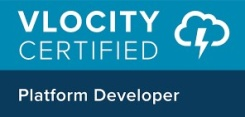 VLOCITY
CERTIFIED
Platform Developer